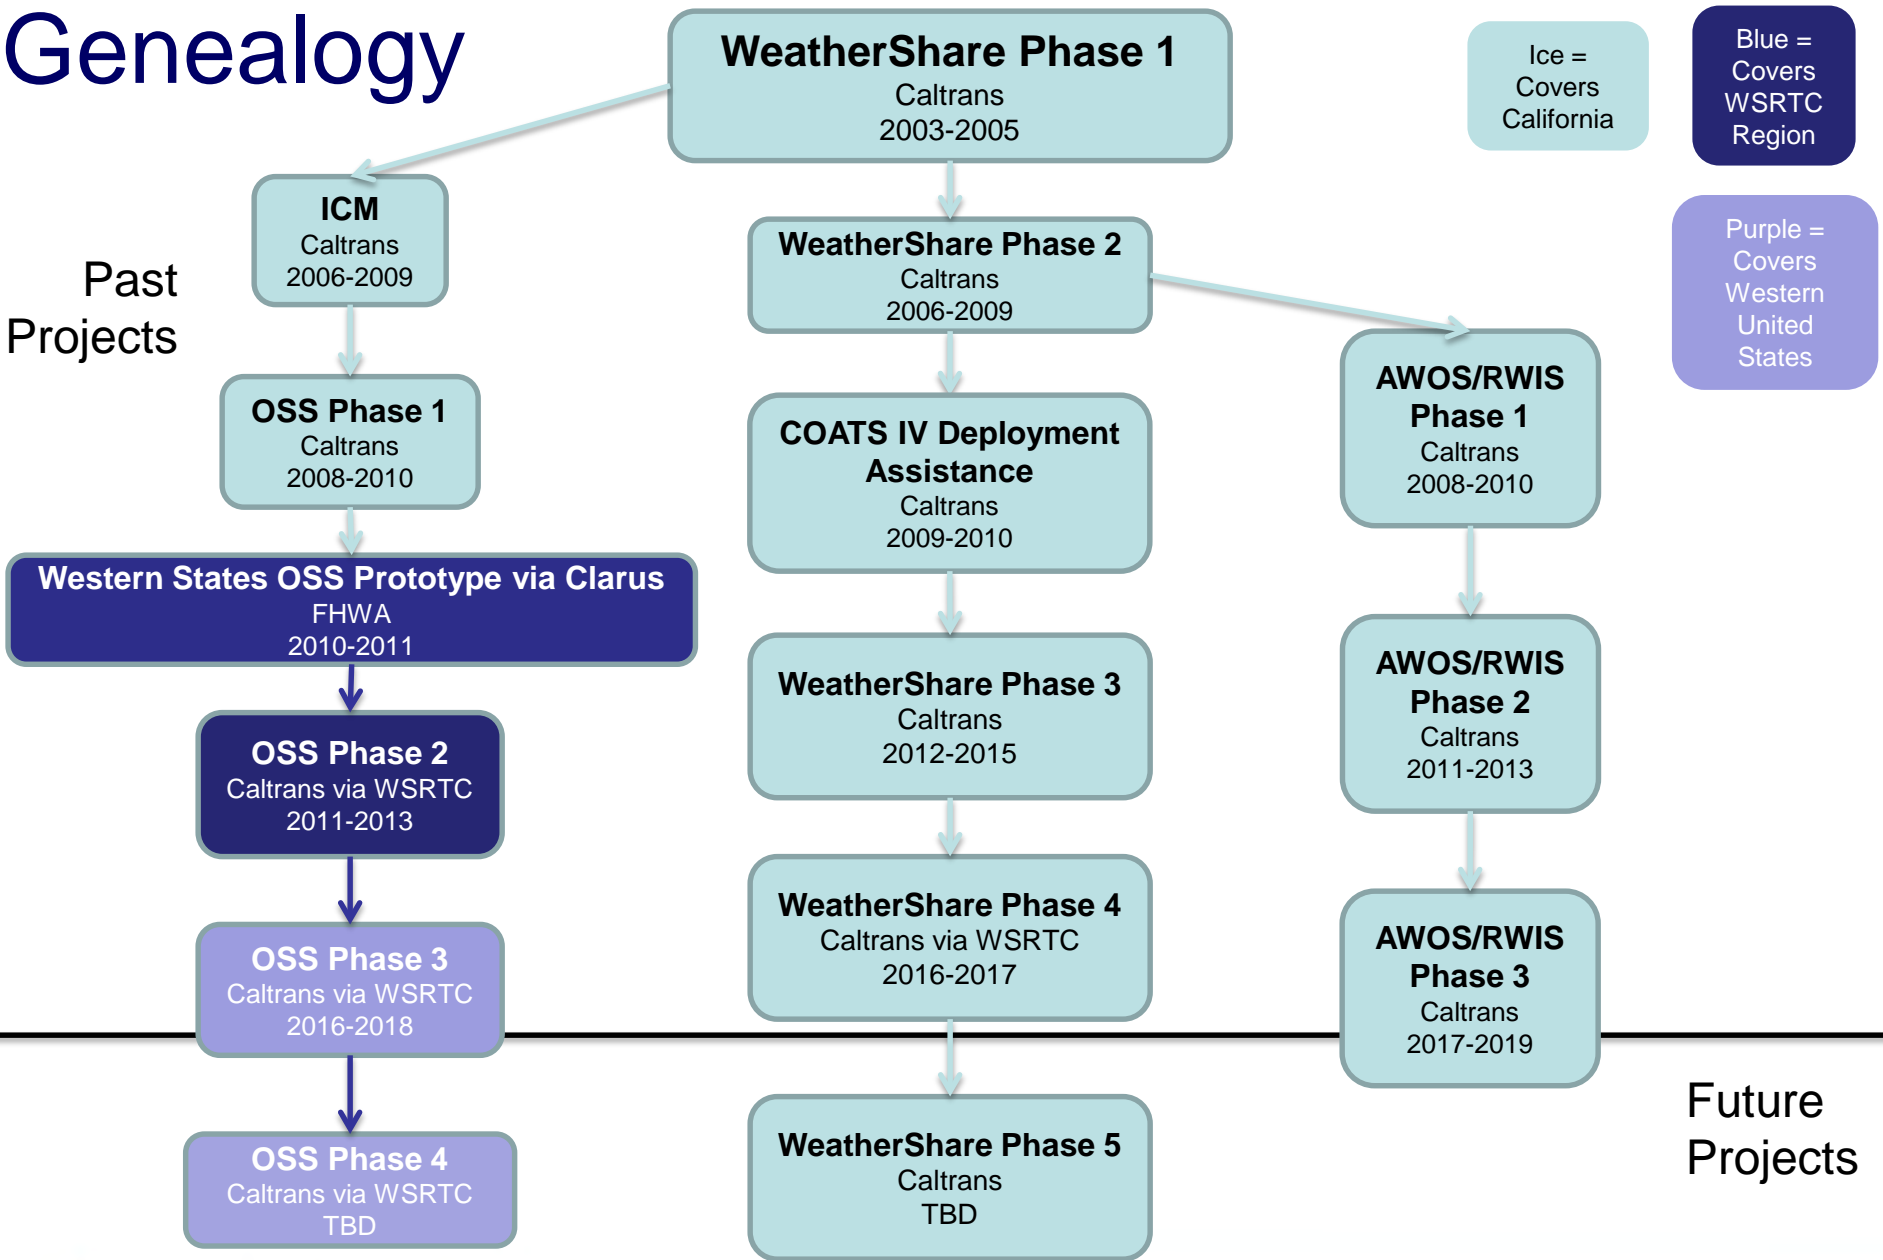 Genealogy
WeatherShare Phase 1
Caltrans
2003-2005
Ice =
Covers
California
Blue =
Covers
WSRTC
Region
Purple =
Covers
Western
United
States
Past
Projects
ICM
Caltrans
2006-2009
WeatherShare Phase 2
Caltrans
2006-2009
OSS Phase 1
Caltrans
2008-2010
COATS IV Deployment
Assistance
Caltrans
2009-2010
AWOS/RWIS
Phase 1
Caltrans
2008-2010
Western States OSS Prototype via Clarus
FHWA
2010-2011
OSS Phase 2
Caltrans via WSRTC
2011-2013
WeatherShare Phase 3
Caltrans
2012-2015
AWOS/RWIS
Phase 2
Caltrans
2011-2013
OSS Phase 3
Caltrans via WSRTC
2016-2018
WeatherShare Phase 4
Caltrans via WSRTC
2016-2017
AWOS/RWIS
Phase 3
Caltrans
2017-2019
OSS Phase 4
Caltrans via WSRTC
TBD
WeatherShare Phase 5
Caltrans
TBD
Future
Projects